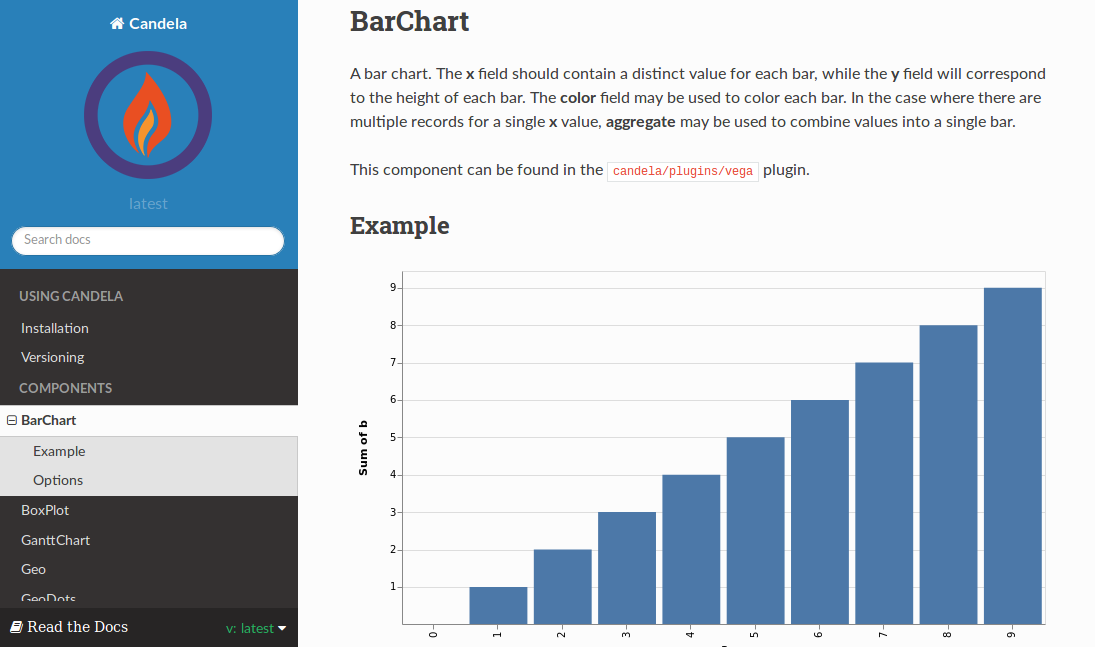 Candela
latest
Search docs
USING CANDELA
Installation
Versioning
COMPONENTS
BarChart
Example
Options
BoxPlot
GanttChart
Geo
GeoDots
Read the Docs
v: latest
BarChart
A bar chart. The x field should contain a distinct value for each bar, while the y field will correspond
to the height of each bar. The color field may be used to color each bar. In the case where there are
multiple records for a single x value, aggregate may be used to combine values into a single bar.
This component can be found in the candela/plugins/vega plugin.
Example
9
8
7
6
5
4
3
2
1
Sum of b
0 1 2 3 4 5 6 7 8 9